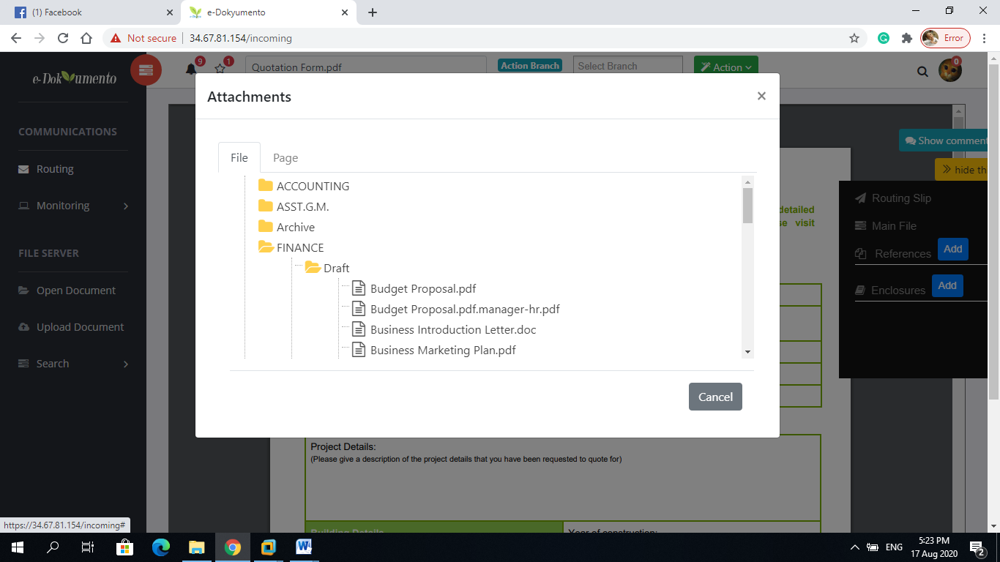 (1) Facebook
e-Dokyumento
Not secure
34.67.81.154/incoming
Error
e-Dokyumento
9
1
Quotation Form.pdf
Action Branch
Select Branch
Action
0
COMMUNICATIONS
Routing
Monitoring
FILE SERVER
Open Document
Upload Document
Search
Attachments
×
File
Page
ACCOUNTING
ASST.G.M.
Archive
FINANCE
Draft
Budget Proposal.pdf
Budget Proposal.pdf.manager-hr.pdf
Business Introduction Letter.doc
Business Marketing Plan.pdf
Cancel
Show comment
hide th
detailed
visit
Routing Slip
Main File
References
Add
Enclosures
Add
Project Details:
(Please give a description of the project details that you have been requested to quote for)
Building Details
Year of construction:
https://34.67.81.154/incoming#
ENG
5:23 PM
17 Aug 2020
2